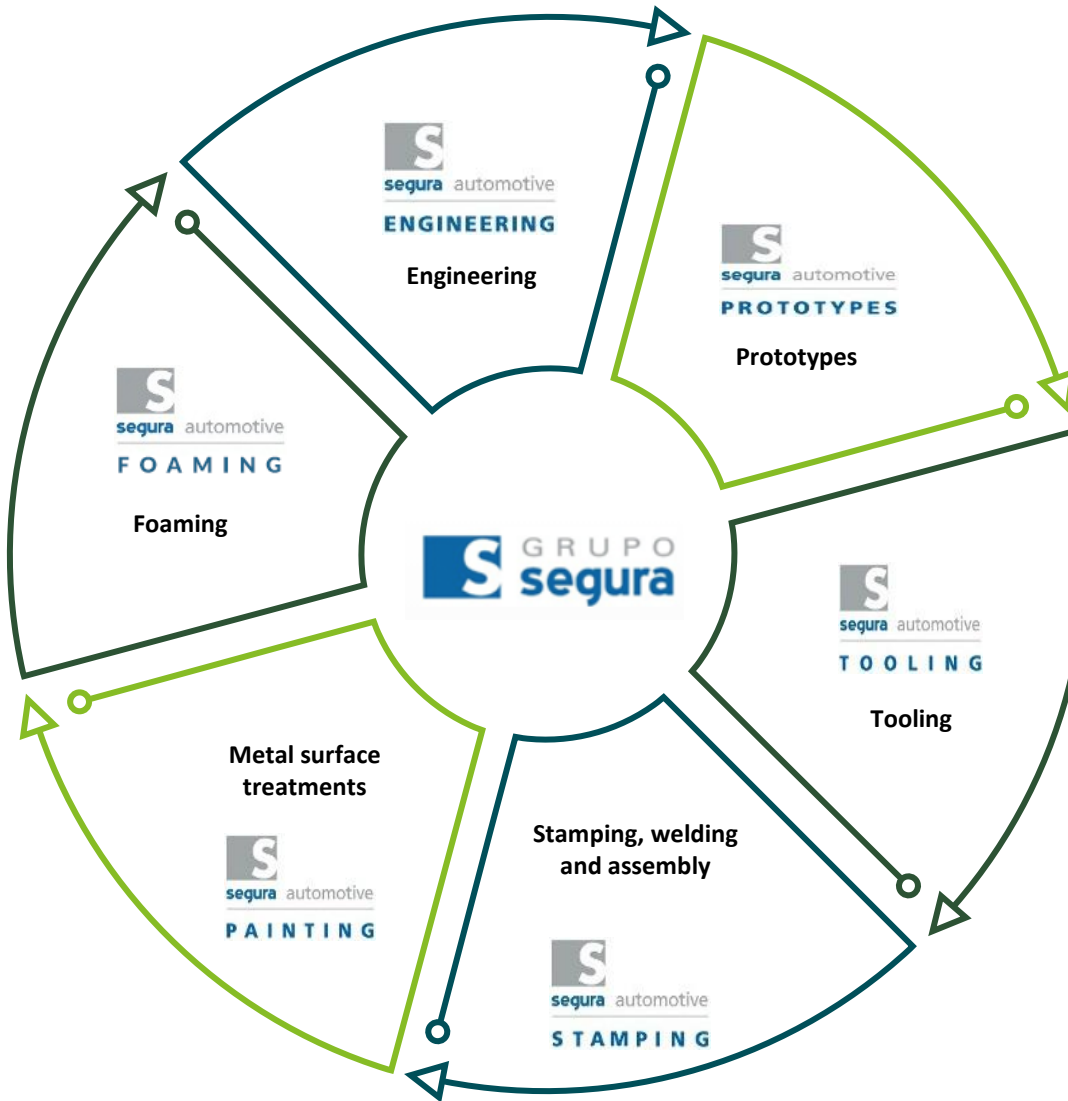 S
segura automotive
ENGINEERING
Engineering
S
segura automotive
PROTOTYPES
Prototypes
S
segura automotive
TOOLING
Tooling
Stamping, welding
and assembly
S
segura automotive
STAMPING
Metal surface
treatments
S
segura automotive
PAINTING
S
segura automotive
FOAMING
Foaming
S
GRUPO
segura